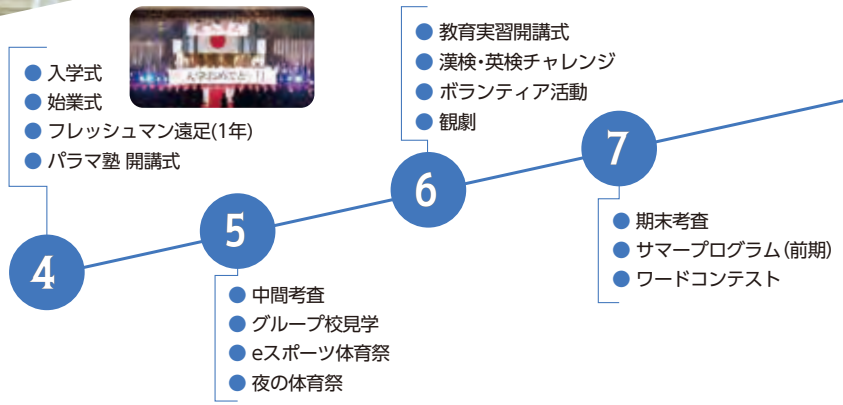 4
● 入学式
● 始業式
● フレッシュマン遠足(1年)
● パラマ塾 開講式
5
● 中間考査
● グループ校見学
● eスポーツ体育祭
● 夜の体育祭
6
● 教育実習開講式
● 漢検・英検チャレンジ
● ボランティア活動
● 観劇
7
● 期末考査
● サマープログラム(前期)
● ワードコンテスト